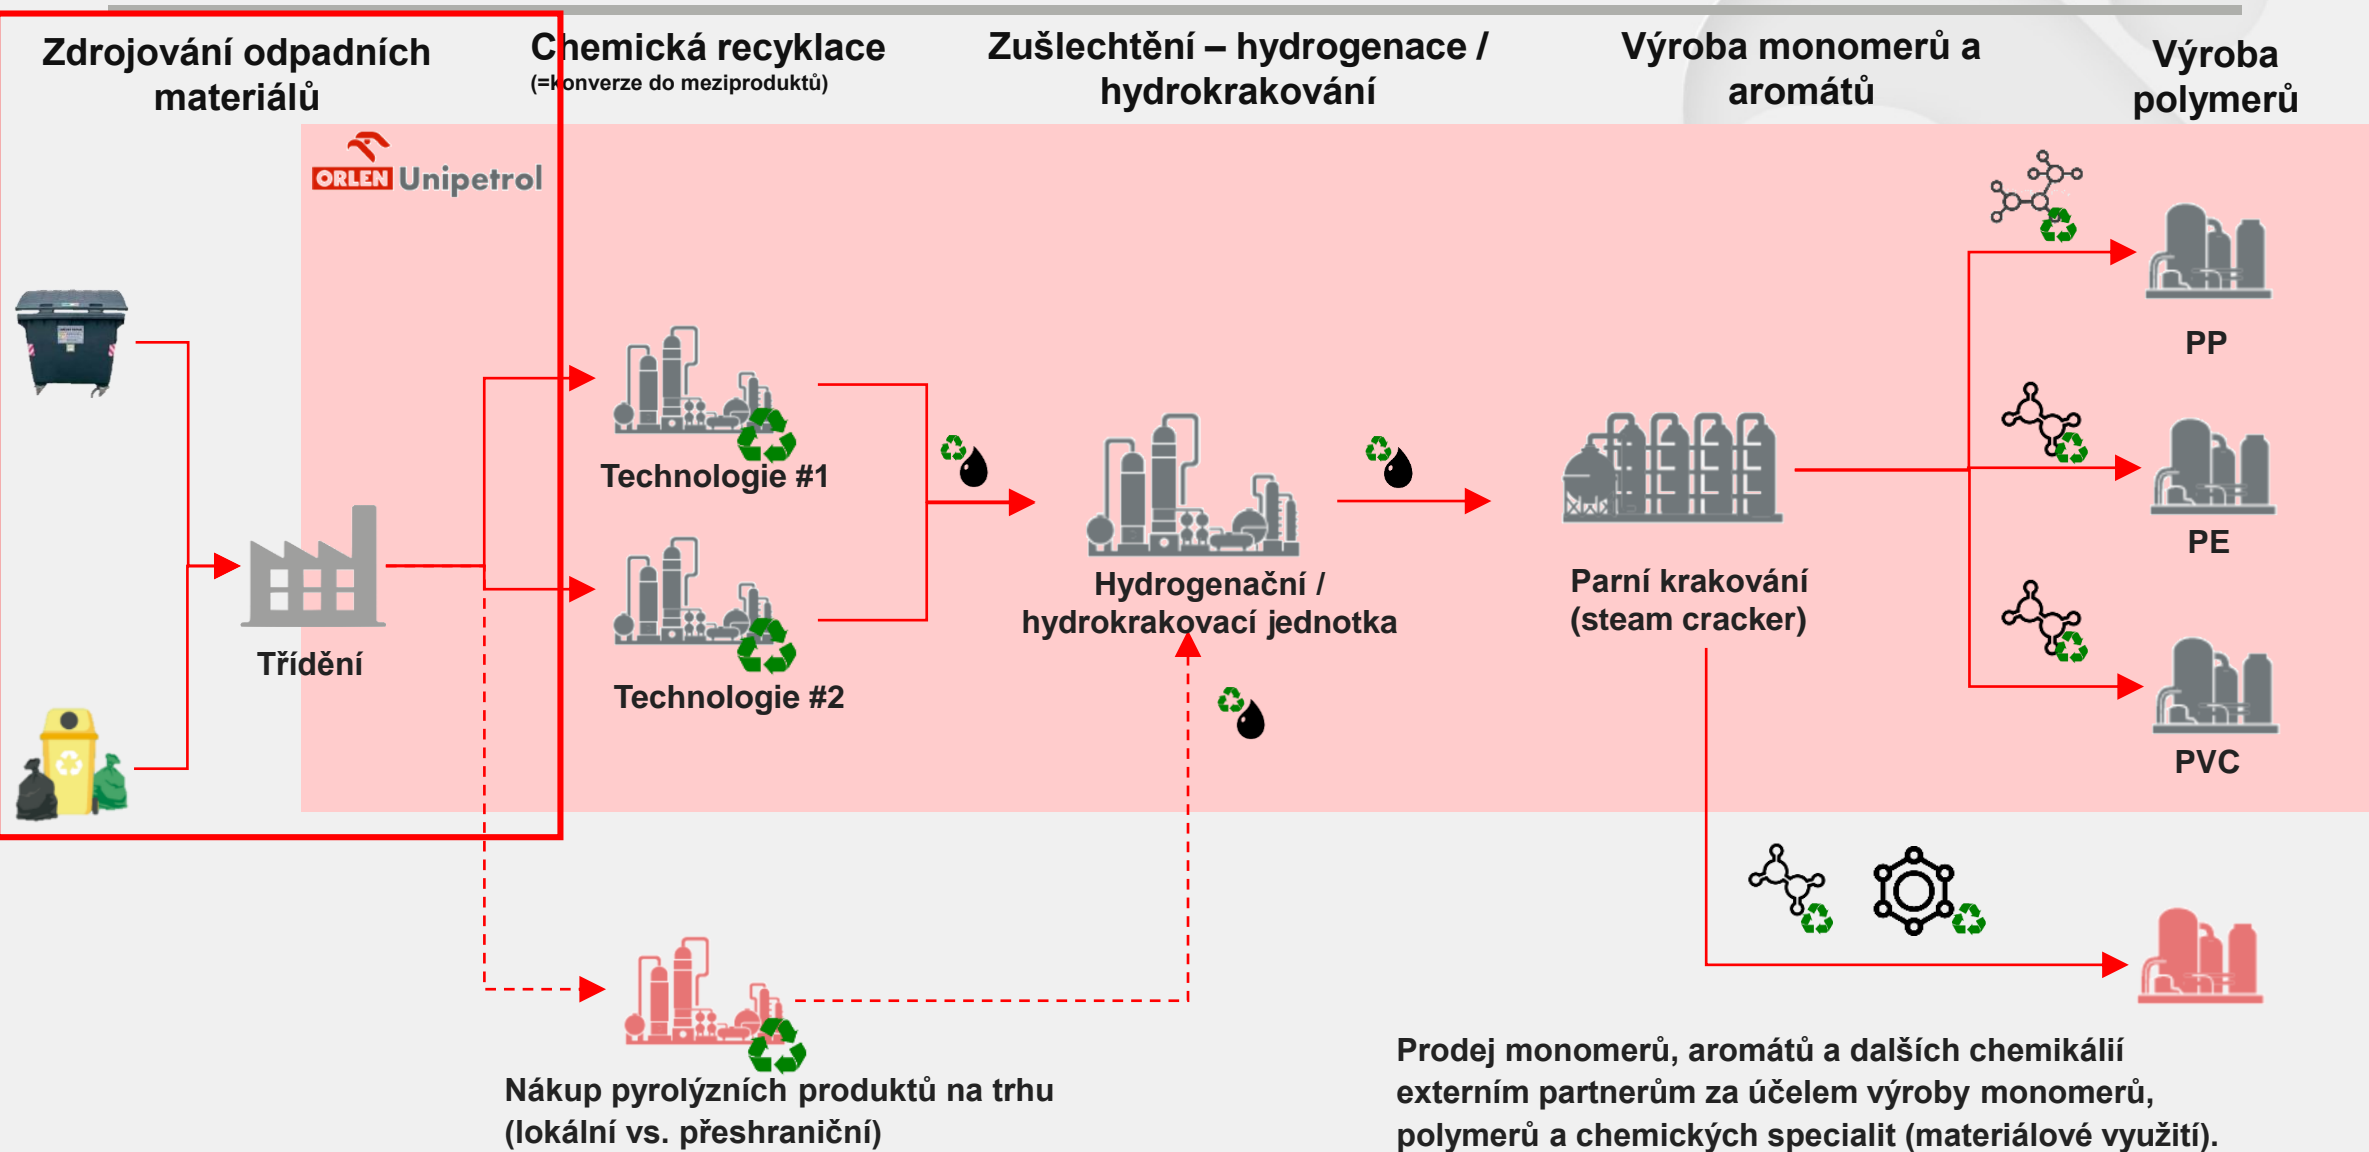 Zdrojování odpadních
materiálů
Chemická recyklace
(=konverze do meziproduktů)
Zušlechtění – hydrogenace /
hydrokrakování
Výroba monomerů a
aromátů
Výroba
polymerů
ORLEN Unipetrol
PP
Technologie #1
PE
Hydrogenační /
hydrokrakovací jednotka
Parní krakování
(steam cracker)
Třídění
Technologie #2
PVC
Nákup pyrolýzních produktů na trhu
(lokální vs. přeshraniční)
Prodej monomerů, aromátů a dalších chemikálií
externím partnerům za účelem výroby monomerů,
polymerů a chemických specialit (materiálové využití).